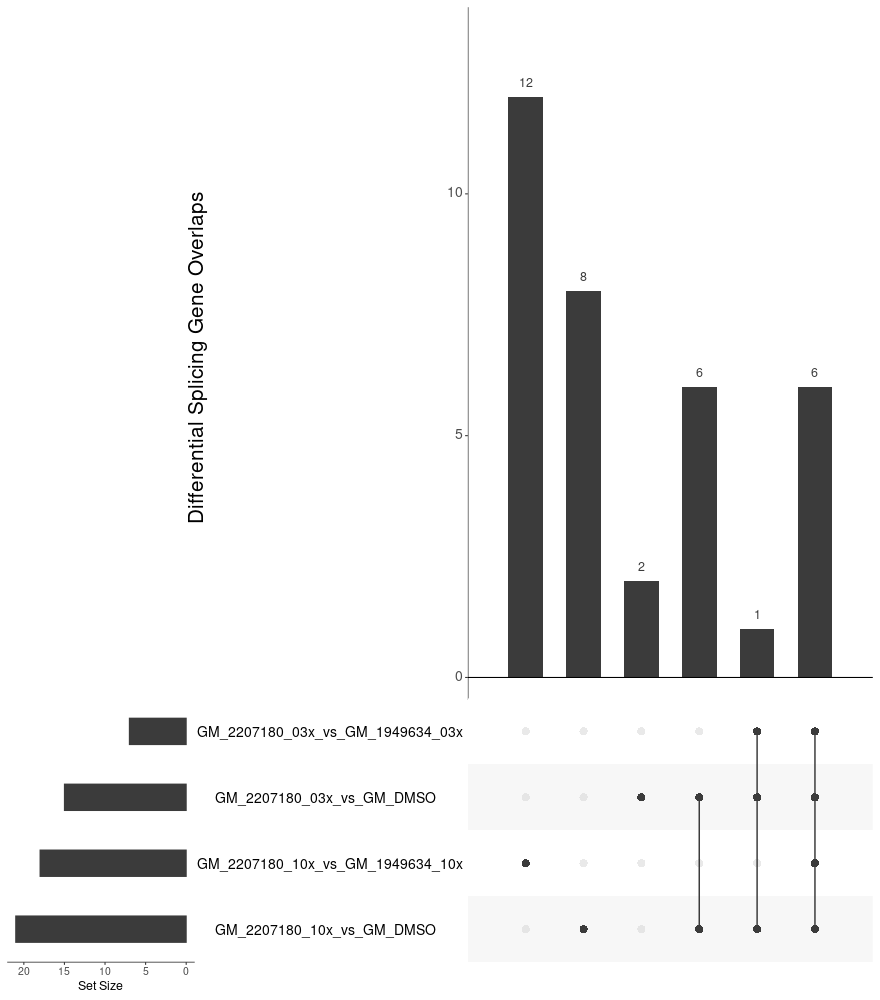 Differential Splicing Gene Overlaps
12
10
8
6
6
5
2
1
0
GM_2207180_03x_vs_GM_1949634_03x
GM_2207180_03x_vs_GM_DMSO
GM_2207180_10x_vs_GM_1949634_10x
GM_2207180_10x_vs_GM_DMSO
20 15 10 5 0
Set Size